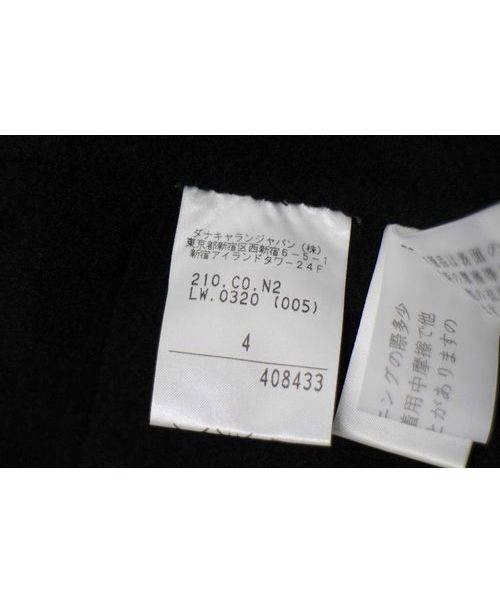 ダナキャランジャパン (株)
東京都新宿区西新宿6-5-1
新宿アイランドタワー24F
210.CO.N2
LW.0320 (005)
4
408433
ニングの際多少
着用中摩擦で他
とがありますの